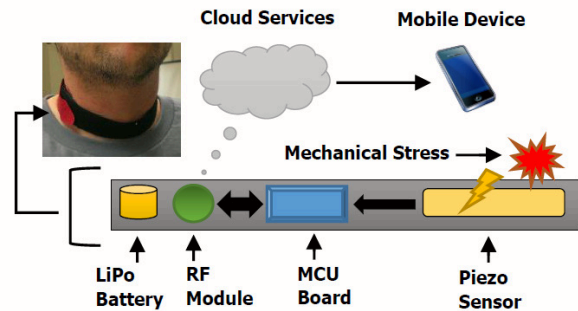 Cloud Services
Mobile Device
Mechanical Stress
LiPo
Battery
RF
Module
MCU
Board
Piezo
Sensor